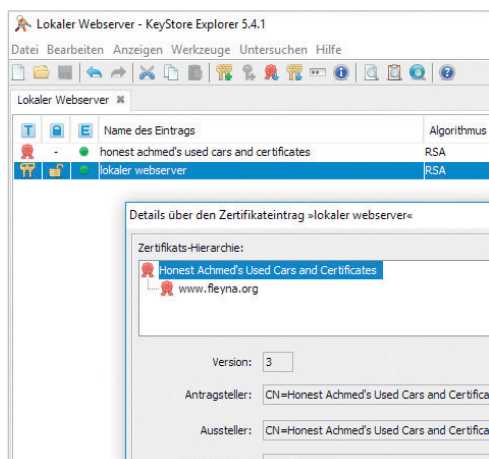 Lokaler Webserver - KeyStore Explorer 5.4.1
Datei Bearbeiten Anzeigen Werkzeuge Untersuchen Hilfe
Lokaler Webserver
T E Name des Eintrags Algorithmus
- honest achmed's used cars and certificates RSA
lokaler webserver RSA
Details über den Zertifikateintrag »lokaler webserver«
Zertifikats-Hierarchie:
Honest Achmed's Used Cars and Certificates
www.fleyna.org
Version: 3
Antragsteller: CN=Honest Achmed's Used Cars and Certifica
Aussteller: CN=Honest Achmed's Used Cars and Certifica